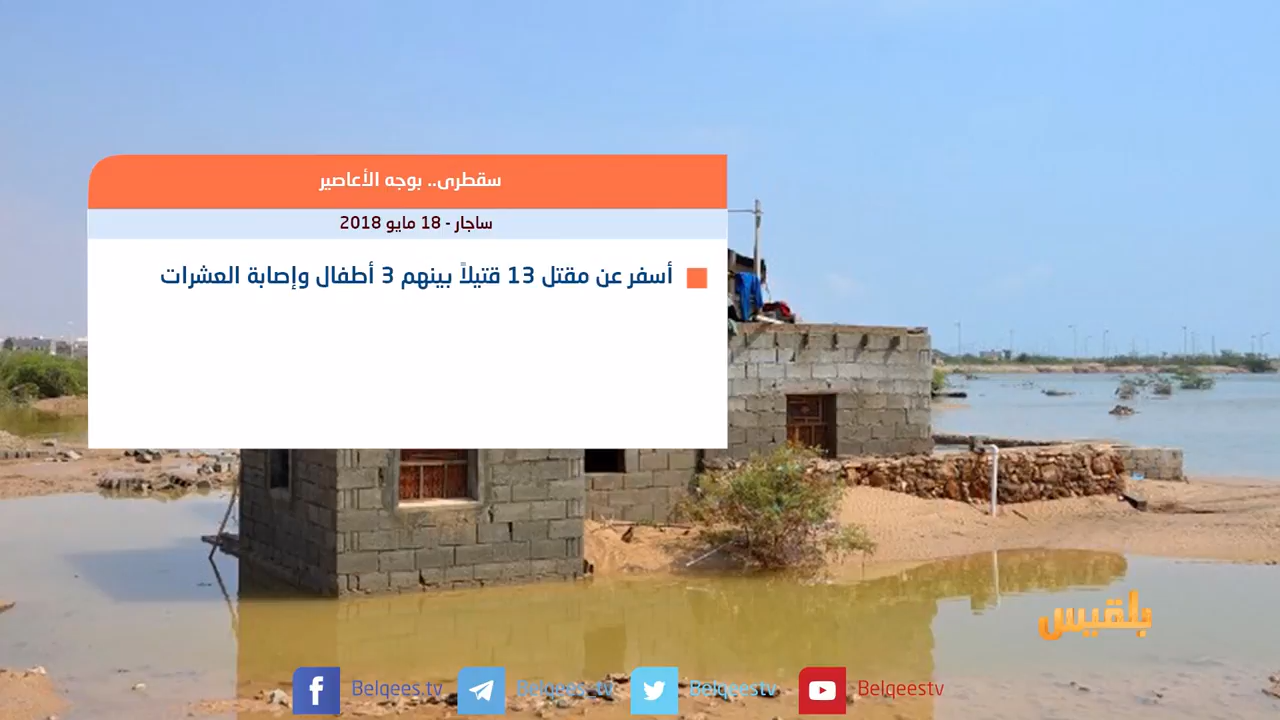 سقطرى.. بوجه الأعاصير
ساجار - 18 مايو 2018
أسفر عن مقتل 13 قتيلاً بينهم 3 أطفال وإصابة العشرات
بلقيس
Belqees.tv
Belqees_tv
Belqeestv
Belqeestv